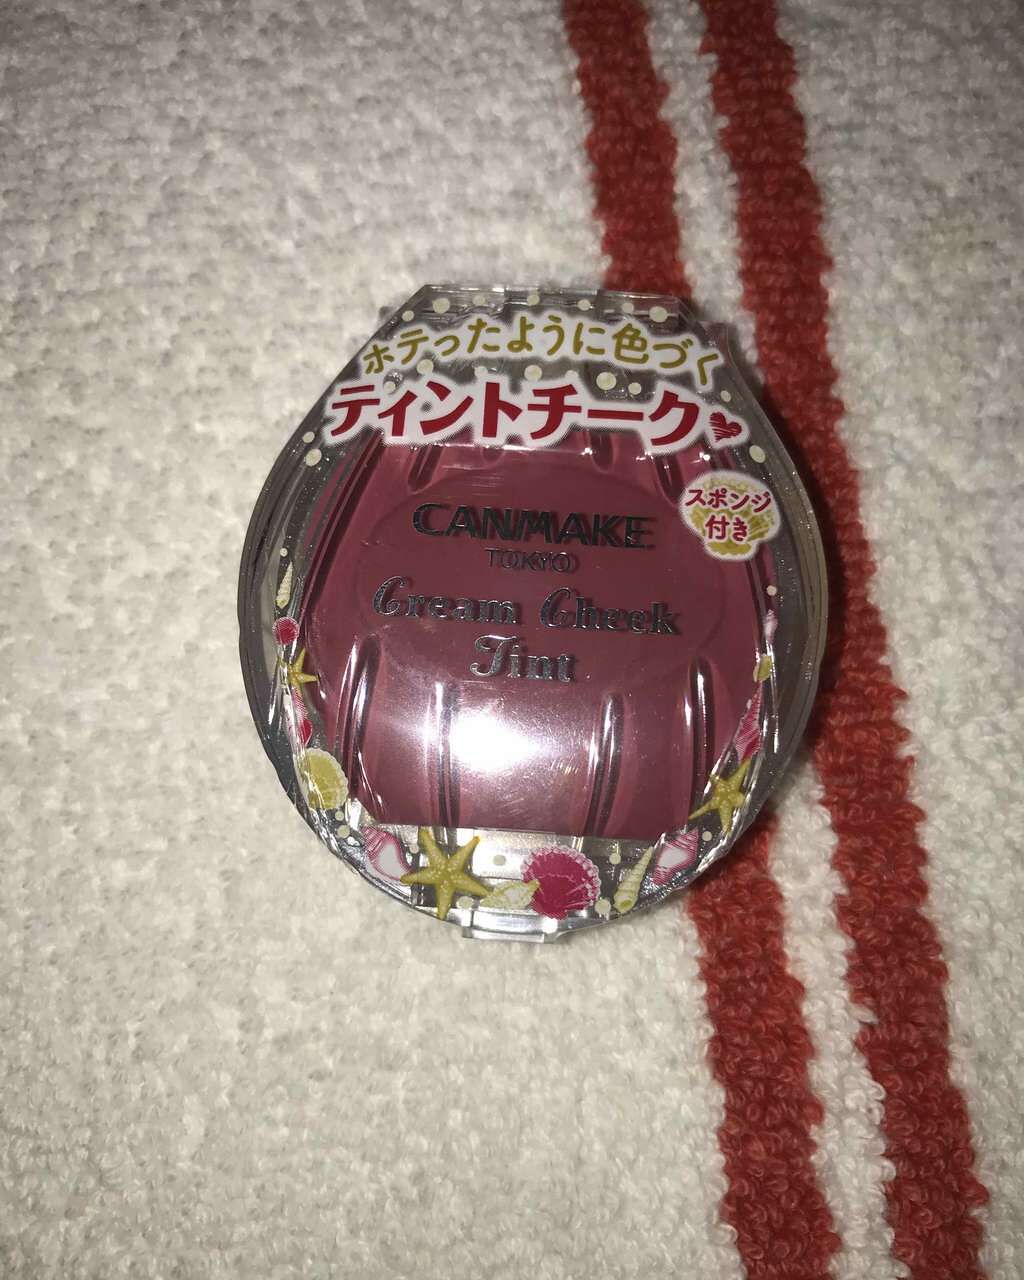 ホテったように色づく
ティントチーク
スポンジ
付き
CANMAKE
TOKYO
Cream Cheek
Tint